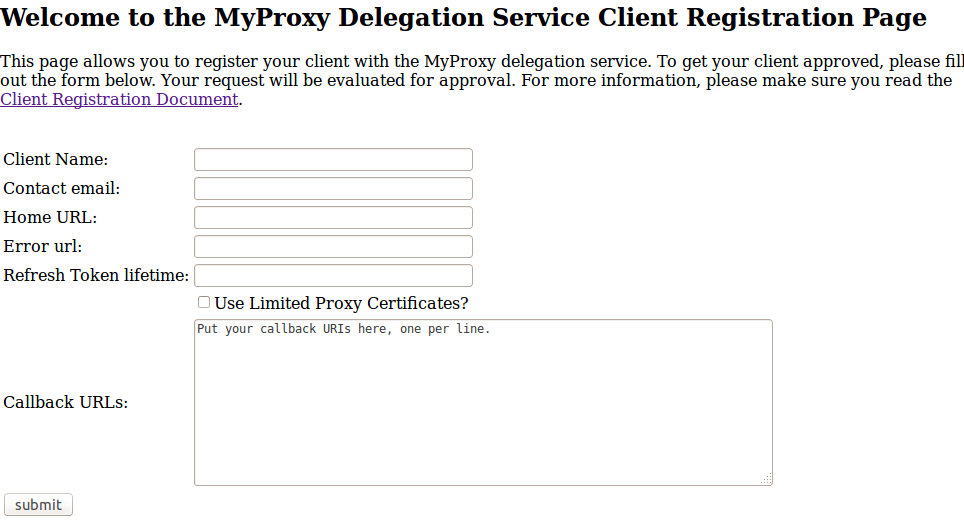 Welcome to the MyProxy Delegation Service Client Registration Page
This page allows you to register your client with the MyProxy delegation service. To get your client approved, please fill
out the form below. Your request will be evaluated for approval. For more information, please make sure you read the
Client Registration Document.
Client Name:
Contact email:
Home URL:
Error url:
Refresh Token lifetime:
Use Limited Proxy Certificates?
Put your callback URIs here, one per line.
Callback URLs:
submit